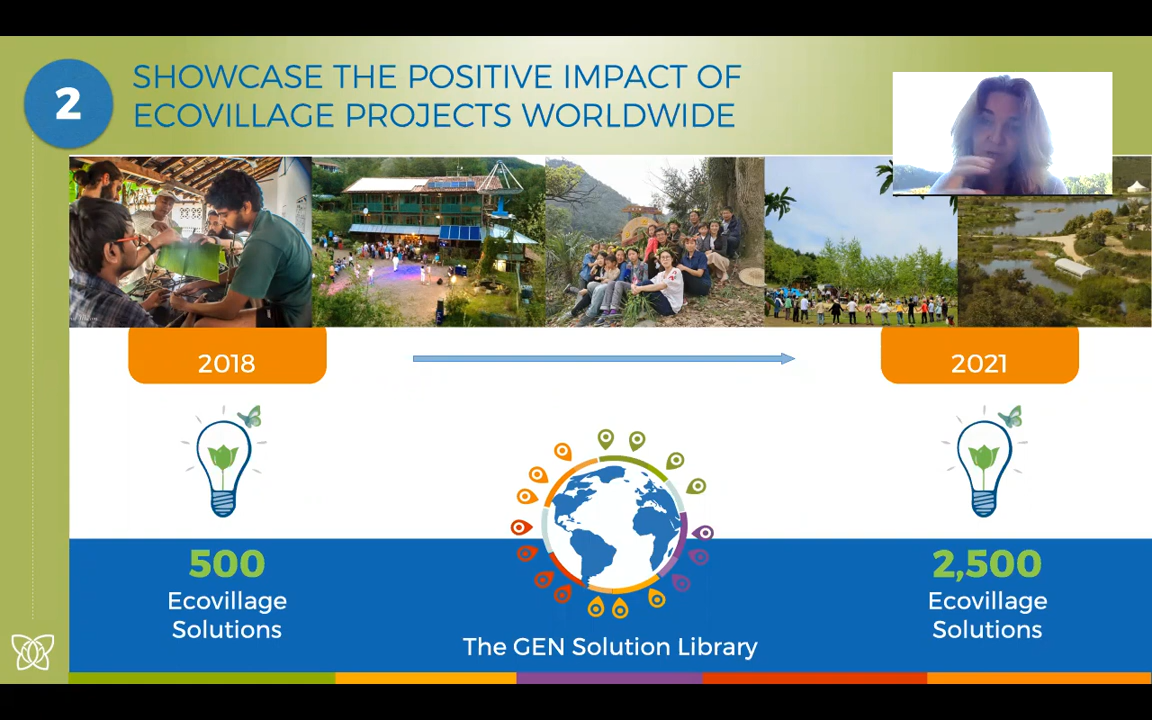 2
SHOWCASE THE POSITIVE IMPACT OF
ECOVILLAGE PROJECTS WORLDWIDE
2018
2021
500
Ecovillage
Solutions
2,500
Ecovillage
Solutions
The GEN Solution Library